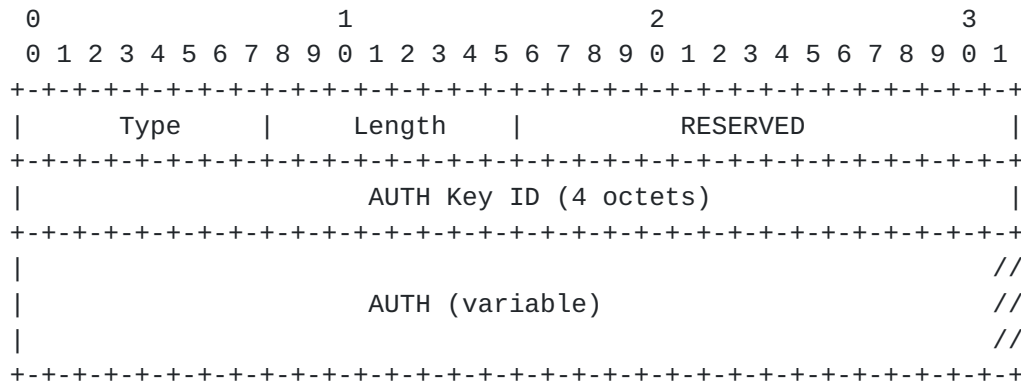 0                   1                   2                   3
 0 1 2 3 4 5 6 7 8 9 0 1 2 3 4 5 6 7 8 9 0 1 2 3 4 5 6 7 8 9 0 1
+-+-+-+-+-+-+-+-+-+-+-+-+-+-+-+-+-+-+-+-+-+-+-+-+-+-+-+-+-+-+-+-+
|      Type     |     Length    |          RESERVED             |
+-+-+-+-+-+-+-+-+-+-+-+-+-+-+-+-+-+-+-+-+-+-+-+-+-+-+-+-+-+-+-+-+
|                      AUTH Key ID (4 octets)                   |
+-+-+-+-+-+-+-+-+-+-+-+-+-+-+-+-+-+-+-+-+-+-+-+-+-+-+-+-+-+-+-+-+
|                                                              //
|                      AUTH (variable)                         //
|                                                              //
+-+-+-+-+-+-+-+-+-+-+-+-+-+-+-+-+-+-+-+-+-+-+-+-+-+-+-+-+-+-+-+-+